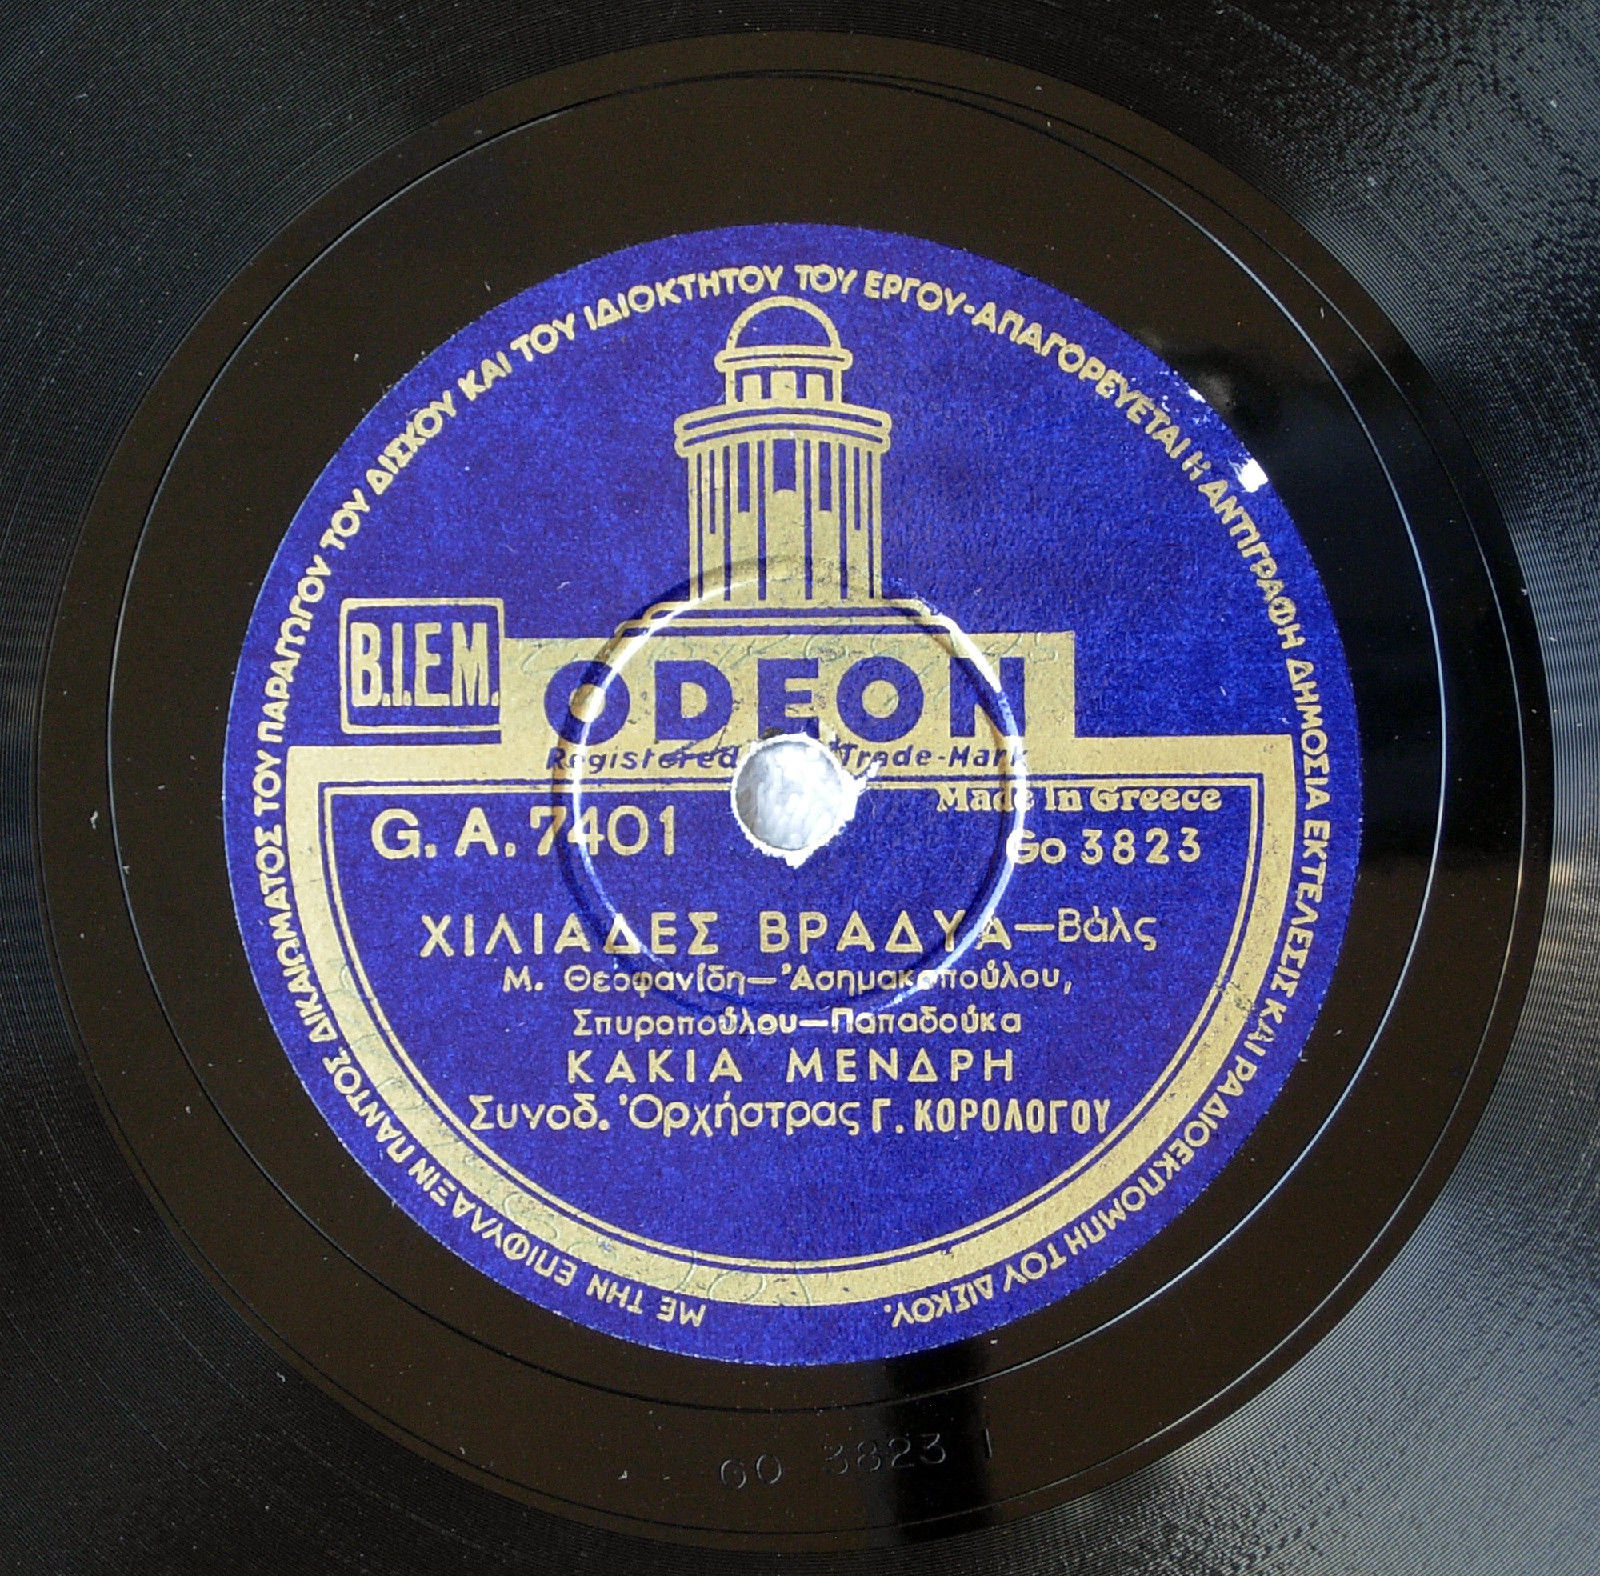 ΜΕ ΤΗΝ ΕΠΙΦΥΛΑΞΙΝ ΠΑΝΤΟΣ ΔΙΚΑΙΩΜΑΤΟΣ ΤΟΥ ΠΑΡΑΓΩΓΟΥ ΤΟΥ ΔΙΣΚΟΥ ΚΑΙ ΤΟΥ ΙΔΙΟΚΤΗΤΟΥ ΤΟΥ ΕΡΓΟΥ-ΑΠΑΓΟΡΕΥΕΤΑΙ Η ΑΝΤΙΓΡΑΦΗ ΔΗΜΟΣΙΑ ΕΚΤΕΛΕΣΙΣ ΚΑΙ ΡΑΔΙΟΕΚΠΟΜΠΗ ΤΟΥ ΔΙΣΚΟΥ.
B.I.E.M.
ODEON
Registered Trade-Mark
Made in Greece
G. A. 7401
Go 3823
ΧΙΛΙΑΔΕΣ ΒΡΑΔΥΑ—Βάλς
Μ. Θεοφανίδη—Ἀσημακοπούλου,
Σπυροπούλου—Παπαδούκα
ΚΑΚΙΑ ΜΕΝΔΡΗ
Συνοδ. Ὀρχήστρας Γ. ΚΟΡΟΛΟΓΟΥ
GO 3823 1